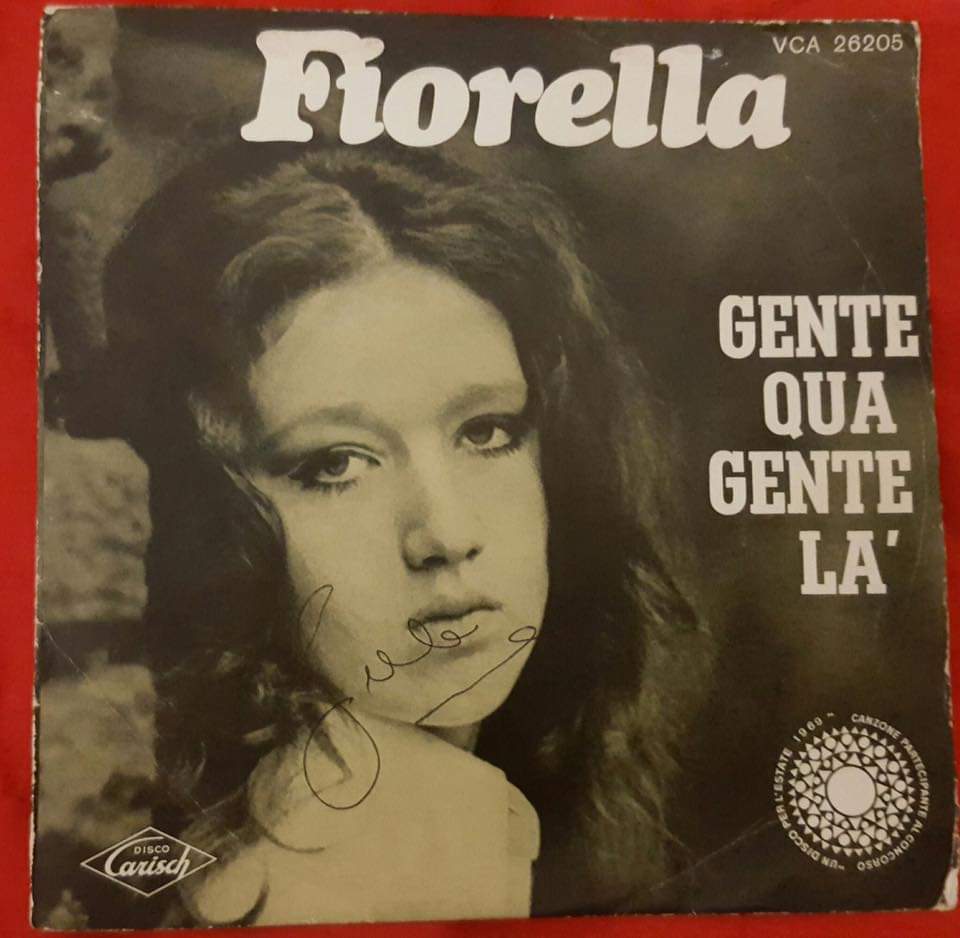 VCA 26205
Fiorella
GENTE
QUA
GENTE
LA'
CANZONE PARTECIPANTE AL CONCORSO "UN DISCO PER L'ESTATE 1969"
DISCO
Carisch